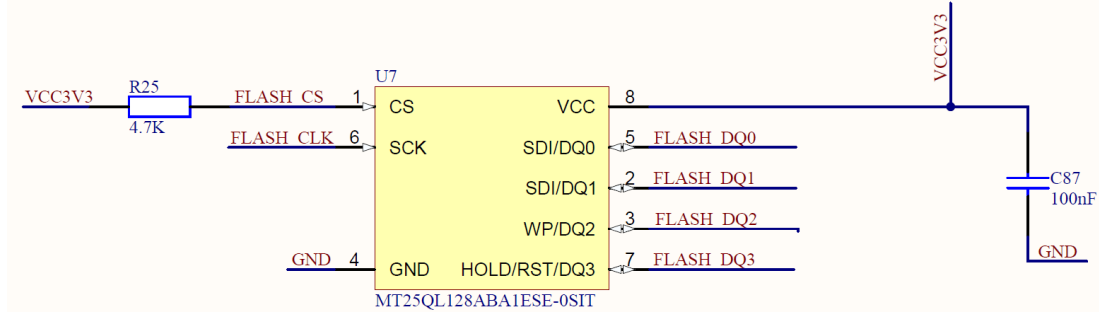 VCC3V3
U7
R25
VCC3V3 FLASH_CS 1 CS VCC 8
4.7K
FLASH_CLK 6 SCK SDI/DQ0 5 FLASH_DQ0
SDI/DQ1 2 FLASH_DQ1
C87
100nF
WP/DQ2 3 FLASH_DQ2
GND
GND 4 GND HOLD/RST/DQ3 7 FLASH_DQ3
MT25QL128ABA1ESE-0SIT